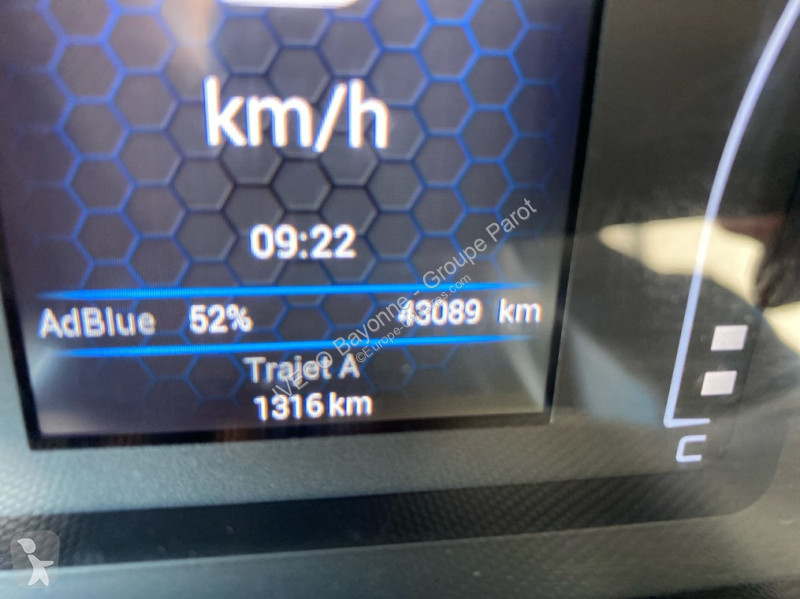 km/h
09:22
AdBlue 52% 43089 km
Trajet A
1316 km
C
IVECO Bayonne - Groupe Parot